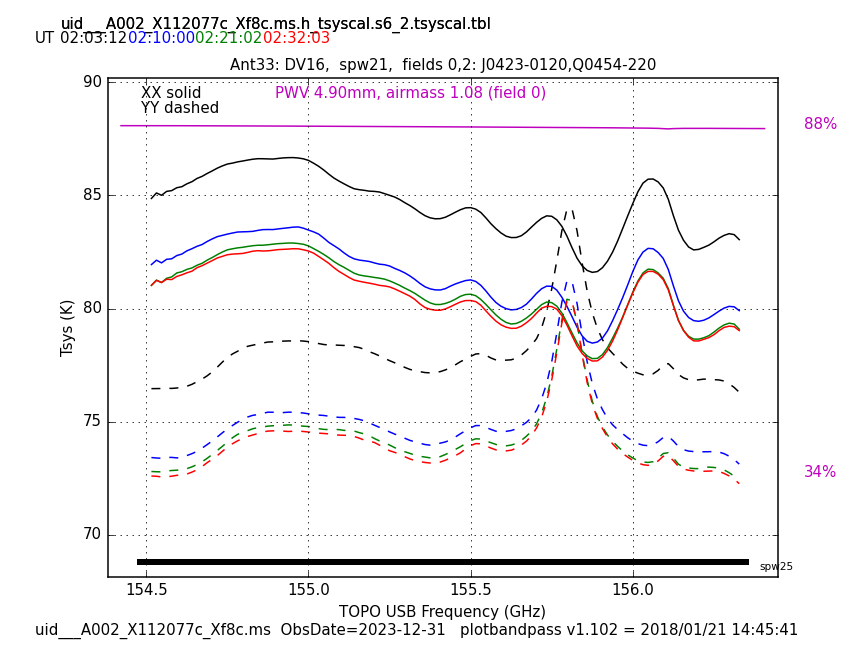 uid___A002_X112077c_Xf8c.ms.h_tsyscal.s6_2.tsyscal.tbl
UT 02:03:12 02:10:00 02:21:02 02:32:03
Ant33: DV16,  spw21,  fields 0,2: J0423-0120,Q0454-220
90
XX solid
PWV 4.90mm, airmass 1.08 (field 0)
YY dashed
88%
85
80
Tsys (K)
75
34%
70
spw25
154.5 155.0 155.5 156.0
TOPO USB Frequency (GHz)
uid___A002_X112077c_Xf8c.ms  ObsDate=2023-12-31   plotbandpass v1.102 = 2018/01/21 14:45:41